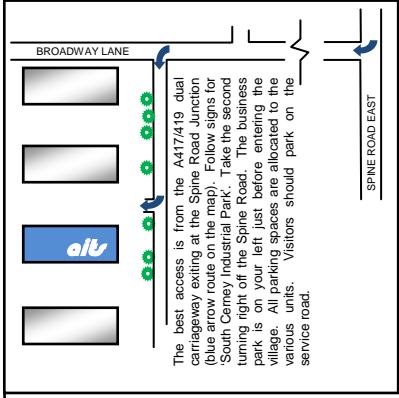 BROADWAY LANE
aits
SPINE ROAD EAST
The best access is from the A417/419 dual
carriageway exiting at the Spine Road Junction
(blue arrow route on the map). Follow signs for
'South Cerney Industrial Park'. Take the second
turning right off the Spine Road. The business
park is on your left just before entering the
village. All parking spaces are allocated to the
various units. Visitors should park on the
service road.